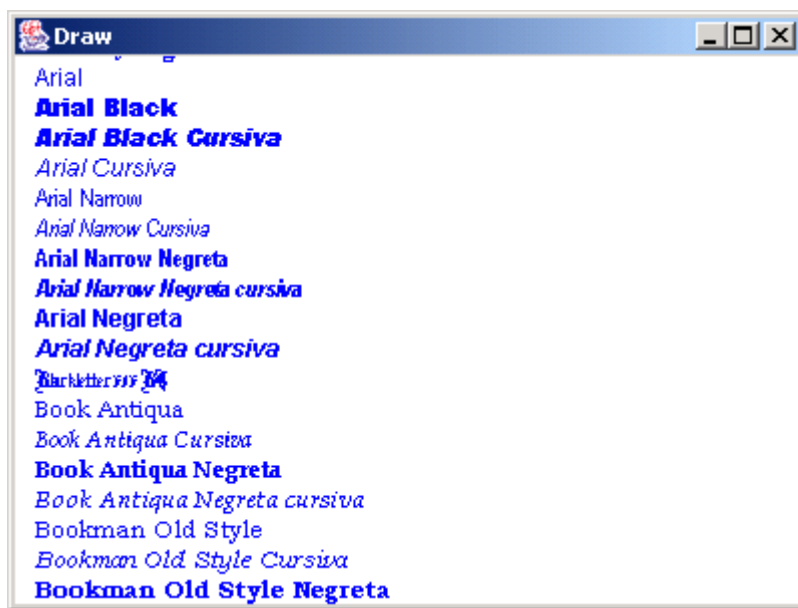 Draw
Arial
Arial Black
Arial Black Cursiva
Arial Cursiva
Arial Narrow
Arial Narrow Cursiva
Arial Narrow Negreta
Arial Narrow Negreta cursiva
Arial Negreta
Arial Negreta cursiva
Blackletter
Book Antiqua
Book Antiqua Cursiva
Book Antiqua Negreta
Book Antiqua Negreta cursiva
Bookman Old Style
Bookman Old Style Cursiva
Bookman Old Style Negreta